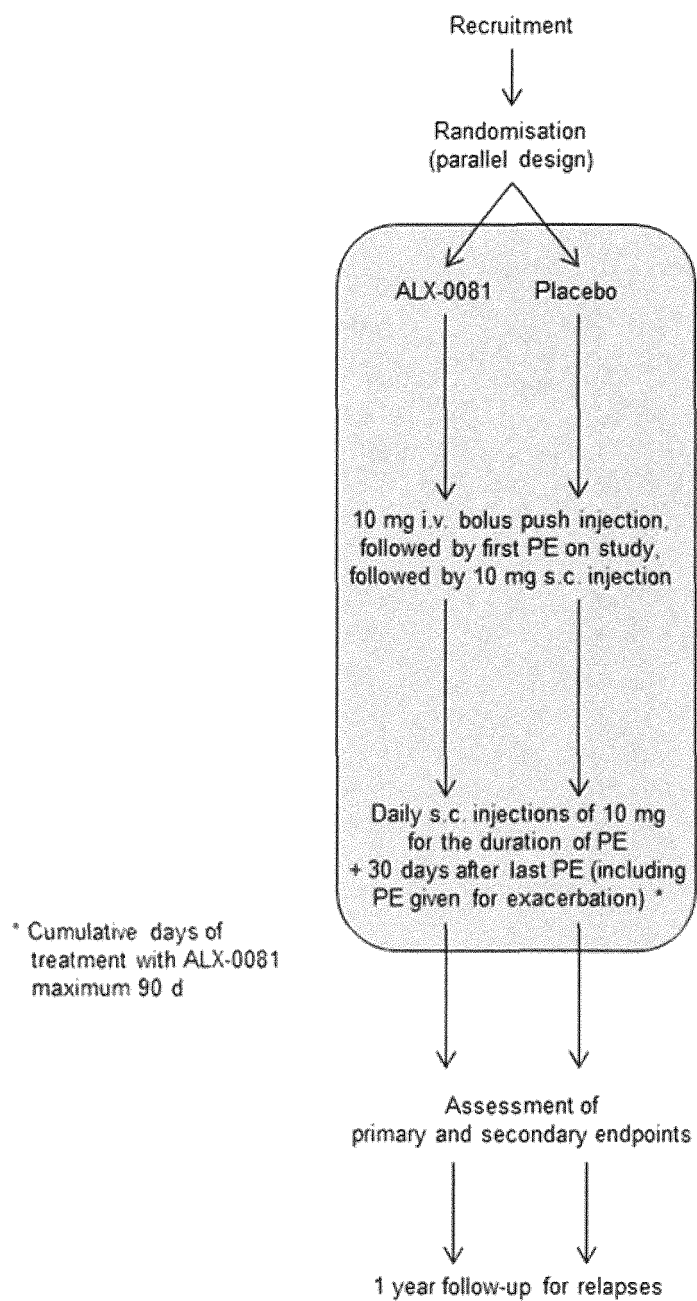 Recruitment
Randomisation
(parallel design)
ALX-0081 Placebo
10 mg i.v. bolus push injection,
followed by first PE on study,
followed by 10 mg s.c. injection
Daily s.c. injections of 10 mg
for the duration of PE
+ 30 days after last PE (including
PE given for exacerbation) *
* Cumulative days of
treatment with ALX-0081
maximum 90 d
Assessment of
primary and secondary endpoints
1 year follow-up for relapses